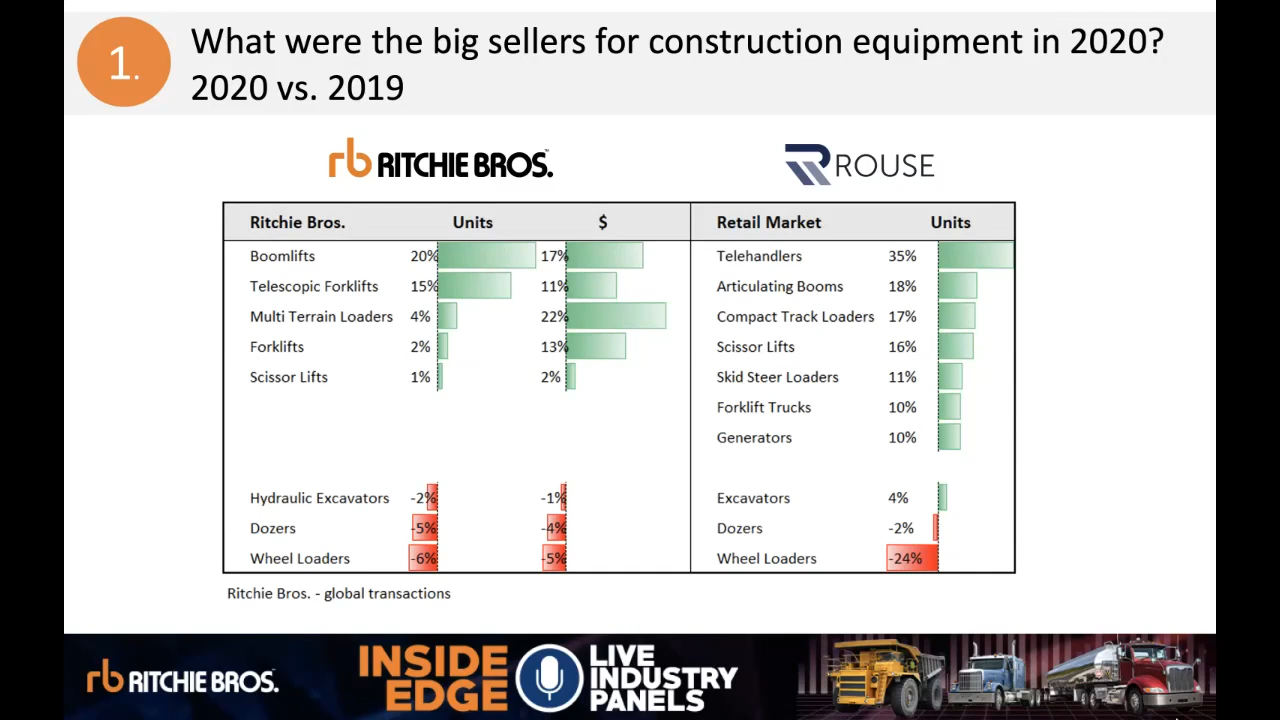 1.
What were the big sellers for construction equipment in 2020?
2020 vs. 2019
rb RITCHIE BROS.™
ROUSE
Ritchie Bros. Units $
Boomlifts 20% 17%
Telescopic Forklifts 15% 11%
Multi Terrain Loaders 4% 22%
Forklifts 2% 13%
Scissor Lifts 1% 2%
Hydraulic Excavators -2% -1%
Dozers -5% -4%
Wheel Loaders -6% -5%
Retail Market Units
Telehandlers 35%
Articulating Booms 18%
Compact Track Loaders 17%
Scissor Lifts 16%
Skid Steer Loaders 11%
Forklift Trucks 10%
Generators 10%
Excavators 4%
Dozers -2%
Wheel Loaders -24%
Ritchie Bros. - global transactions
rb RITCHIE BROS.
INSIDE
EDGE
LIVE
INDUSTRY
PANELS